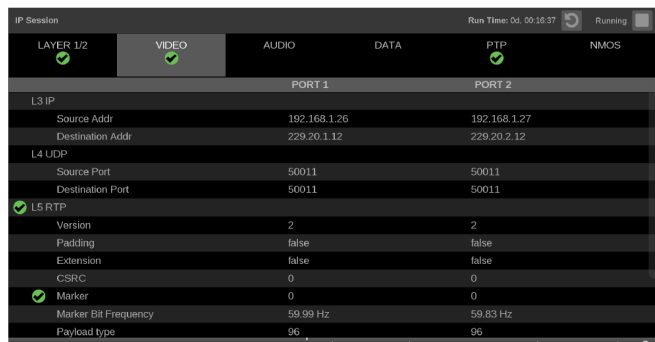 IP Session Run Time: 0d, 00:16:37 Running
LAYER 1/2 VIDEO AUDIO DATA PTP NMOS
PORT 1 PORT 2
L3 IP
Source Addr 192.168.1.26 192.168.1.27
Destination Addr 229.20.1.12 229.20.2.12
L4 UDP
Source Port 50011 50011
Destination Port 50011 50011
L5 RTP
Version 2 2
Padding false false
Extension false false
CSRC 0 0
Marker 0 0
Marker Bit Frequency 59.99 Hz 59.83 Hz
Payload type 96 96